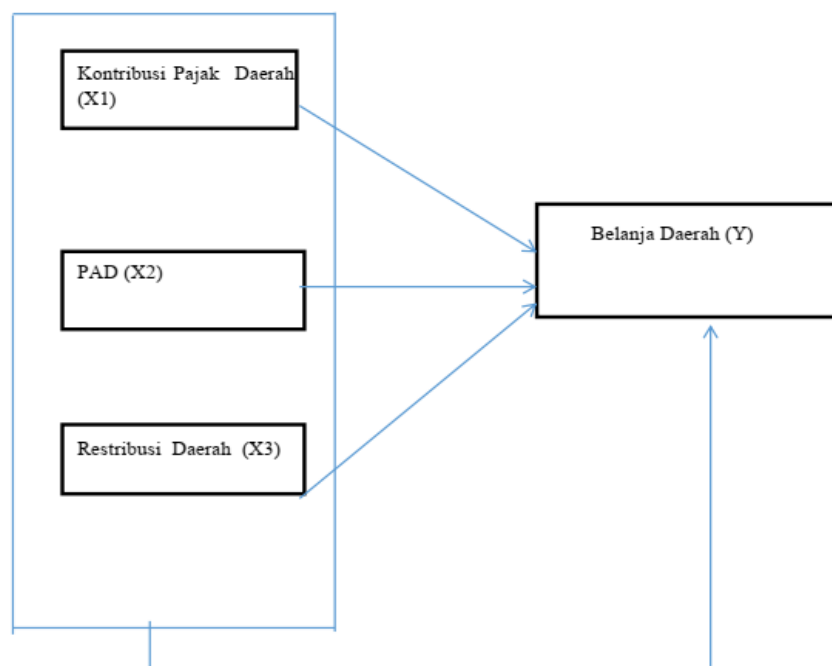 Kontribusi Pajak Daerah
(X1)
Belanja Daerah (Y)
PAD (X2)
Restribusi Daerah (X3)